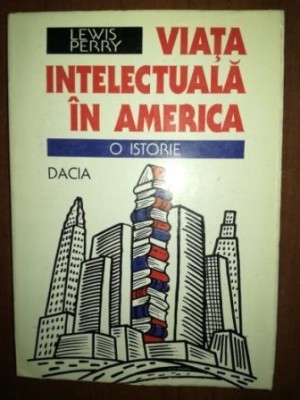 LEWIS
PERRY
VIAȚA
INTELECTUALĂ
ÎN AMERICA
O ISTORIE
DACIA